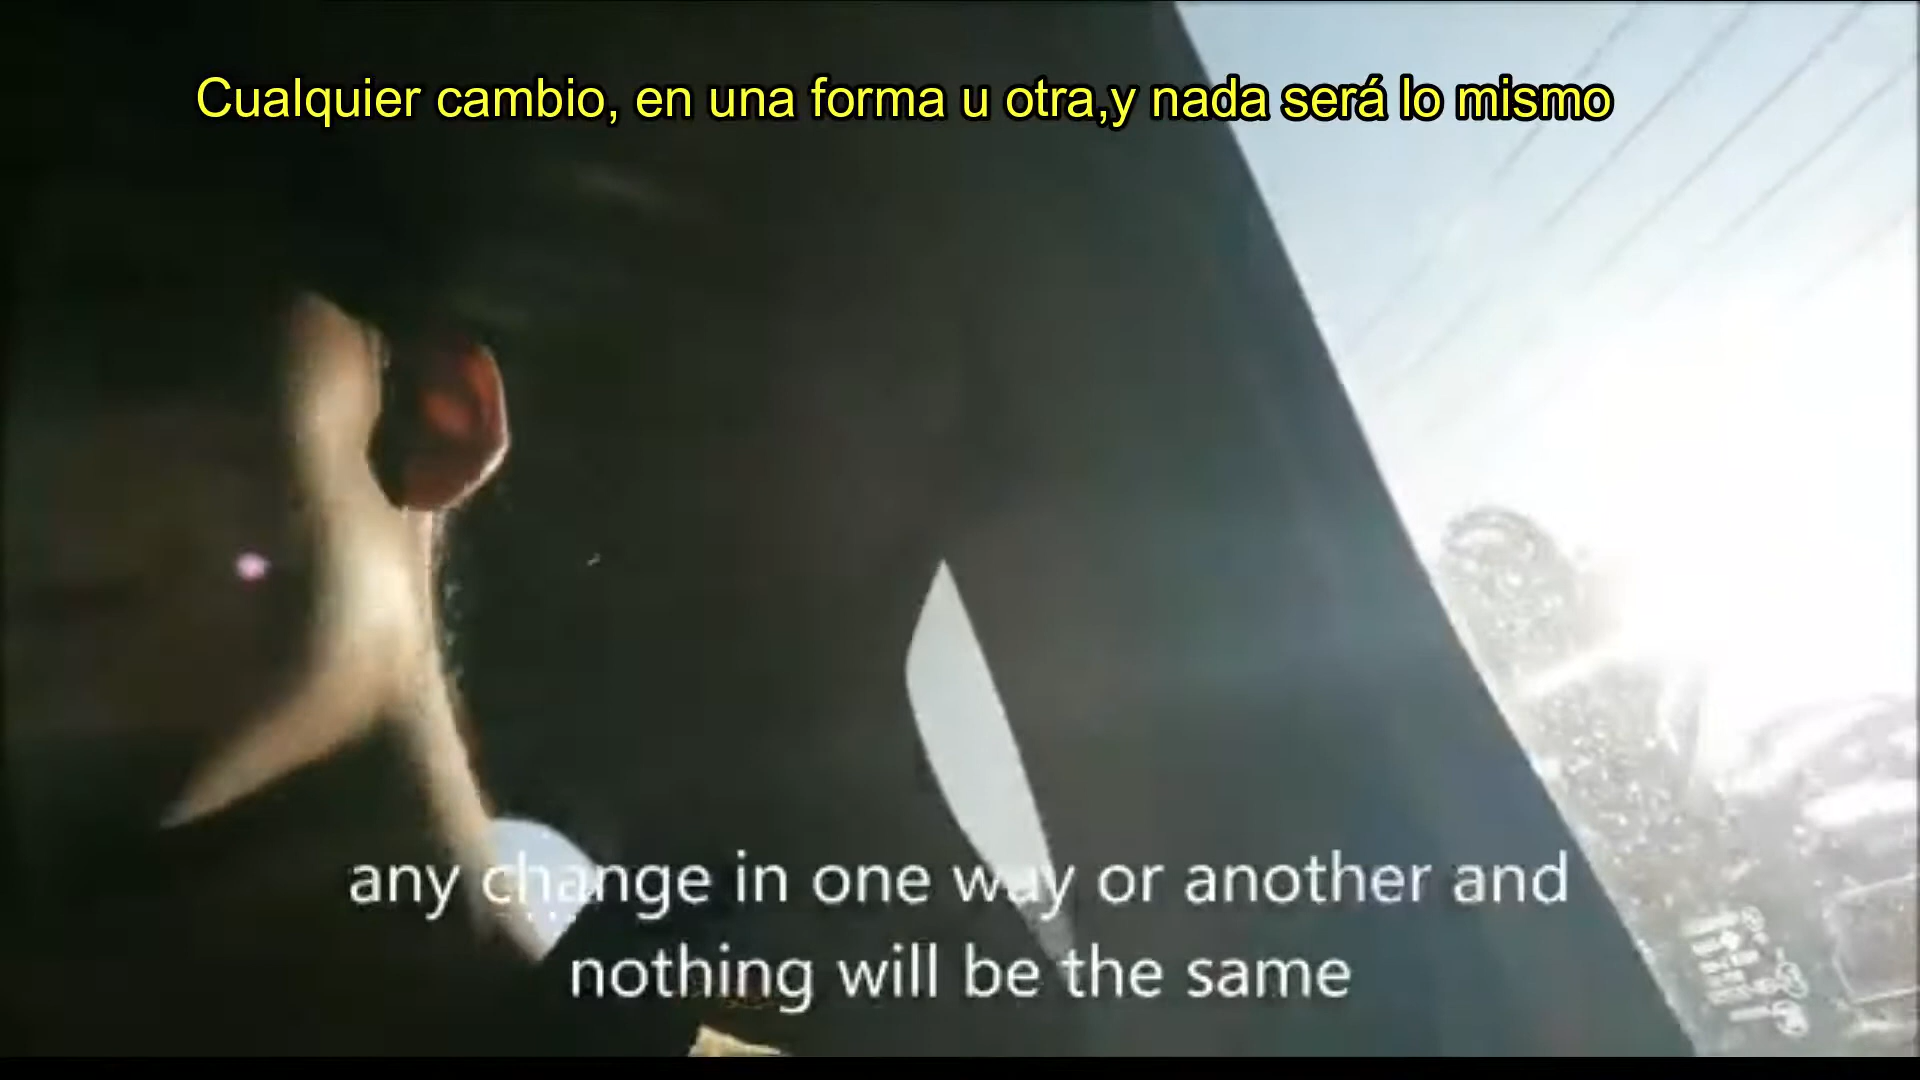 Cualquier cambio, en una forma u otra,y nada será lo mismo
any change in one way or another and
nothing will be the same